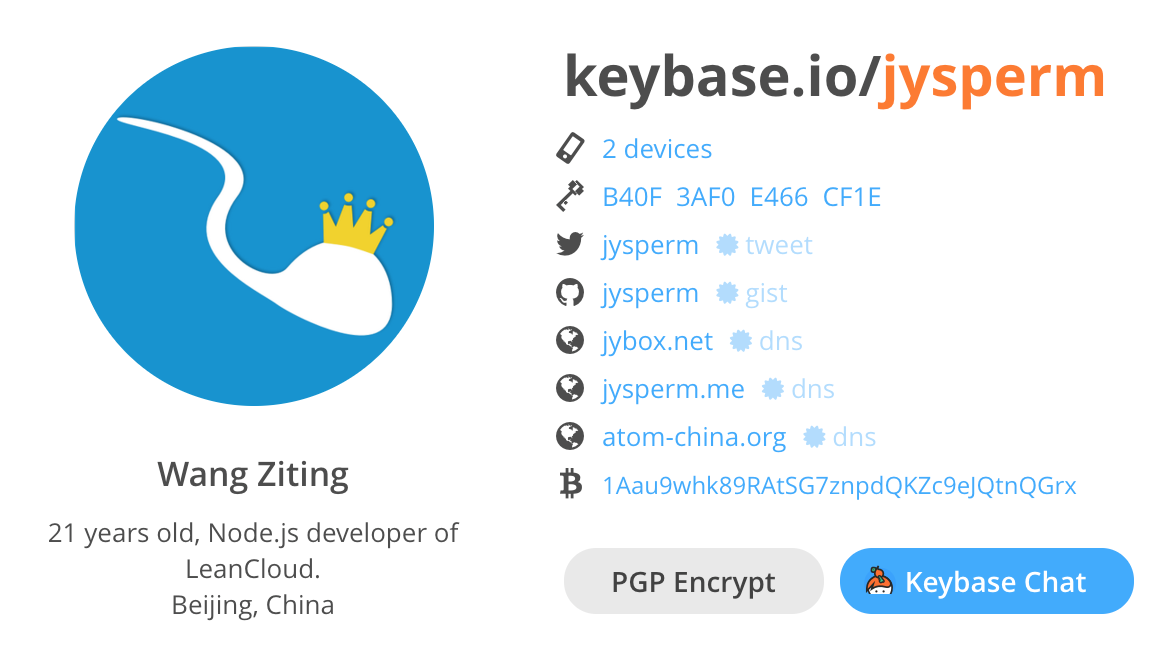 keybase.io/jysperm
2 devices
B40F 3AF0 E466 CF1E
jysperm tweet
jysperm gist
jybox.net dns
jysperm.me dns
atom-china.org dns
1Aau9whk89RAtSG7znpdQKZc9eJQtnQGrx
Wang Ziting
21 years old, Node.js developer of
LeanCloud.
Beijing, China
PGP Encrypt
Keybase Chat